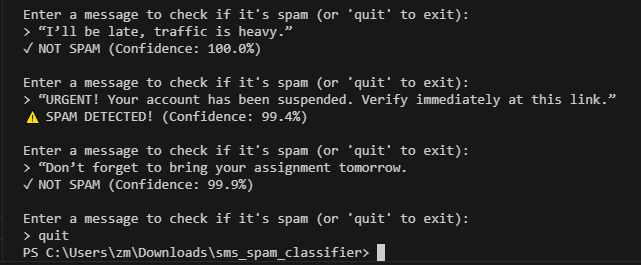 Enter a message to check if it's spam (or 'quit' to exit):
> “I’ll be late, traffic is heavy.”
✓ NOT SPAM (Confidence: 100.0%)
Enter a message to check if it's spam (or 'quit' to exit):
> “URGENT! Your account has been suspended. Verify immediately at this link.”
⚠ SPAM DETECTED! (Confidence: 99.4%)
Enter a message to check if it's spam (or 'quit' to exit):
> “Don’t forget to bring your assignment tomorrow.
✓ NOT SPAM (Confidence: 99.9%)
Enter a message to check if it's spam (or 'quit' to exit):
> quit
PS C:\Users\zm\Downloads\sms_spam_classifier>